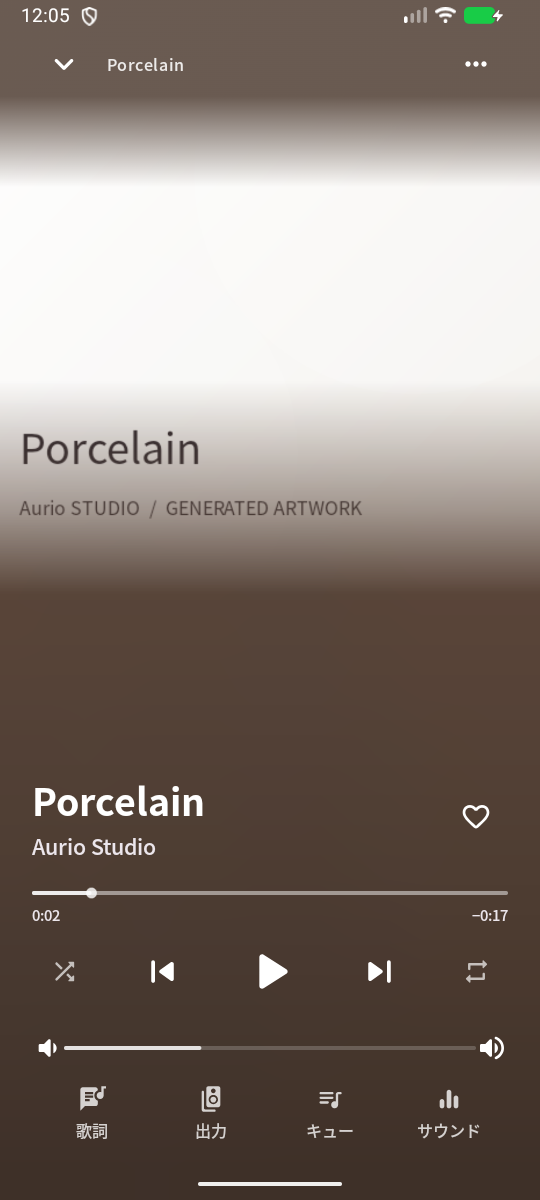 12:05
Porcelain
Porcelain
Aurio STUDIO / GENERATED ARTWORK
Porcelain
Aurio Studio
0:02 −0:17
歌詞 出力 キュー サウンド